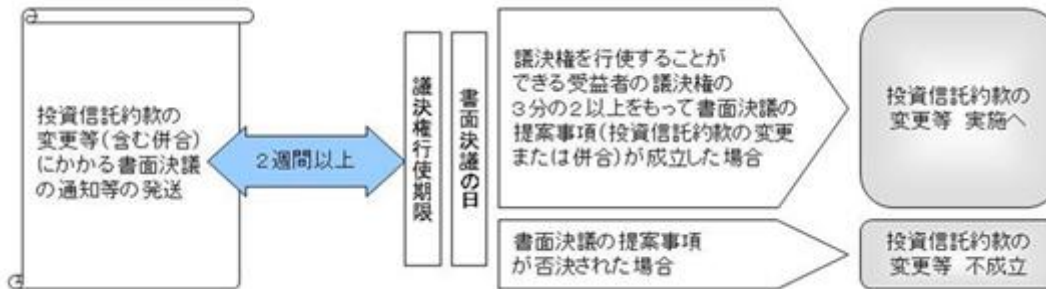 投資信託約款の
変更等(含む併合)
にかかる書面決議
の通知等の発送
2週間以上
議決権行使期限
書面決議の日
議決権を行使することが
できる受益者の議決権の
3分の2以上をもって書面決議の
提案事項(投資信託約款の変更
または併合)が成立した場合
投資信託約款の
変更等 実施へ
書面決議の提案事項
が否決された場合
投資信託約款の
変更等 不成立